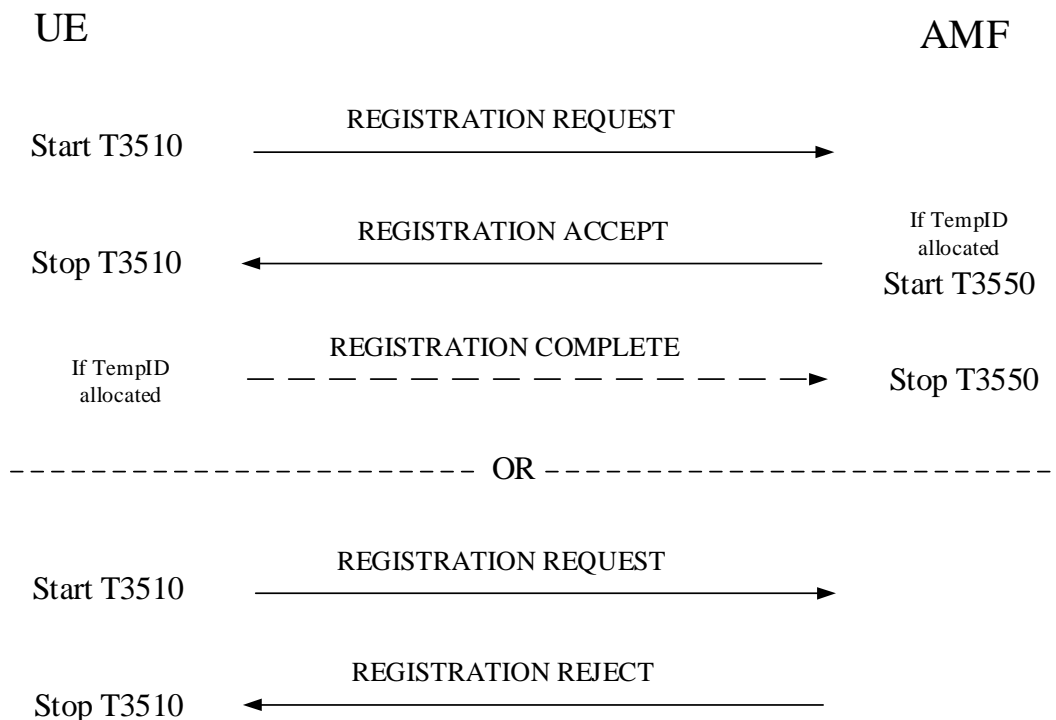 UE
AMF
REGISTRATION REQUEST
Start T3510
REGISTRATION ACCEPT
If TempID
allocated
Stop T3510
Start T3550
REGISTRATION COMPLETE
If TempID
allocated
Stop T3550
OR
REGISTRATION REQUEST
Start T3510
REGISTRATION REJECT
Stop T3510